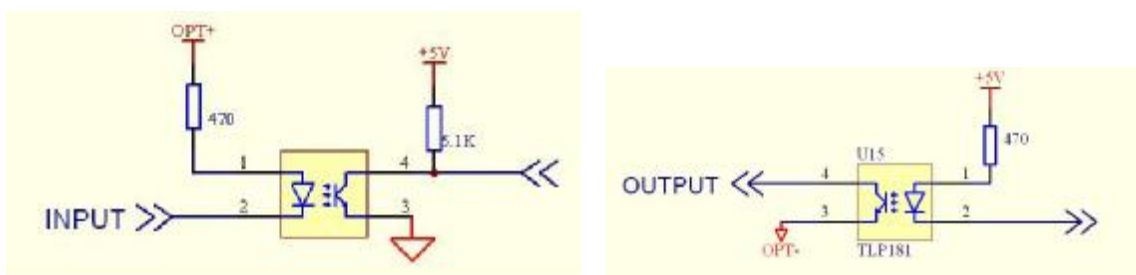 OPT+
+5V
470
5.1K
1
4
2
3
INPUT
+5V
470
U15
4
1
OUTPUT
3
2
OPT-
TLP181